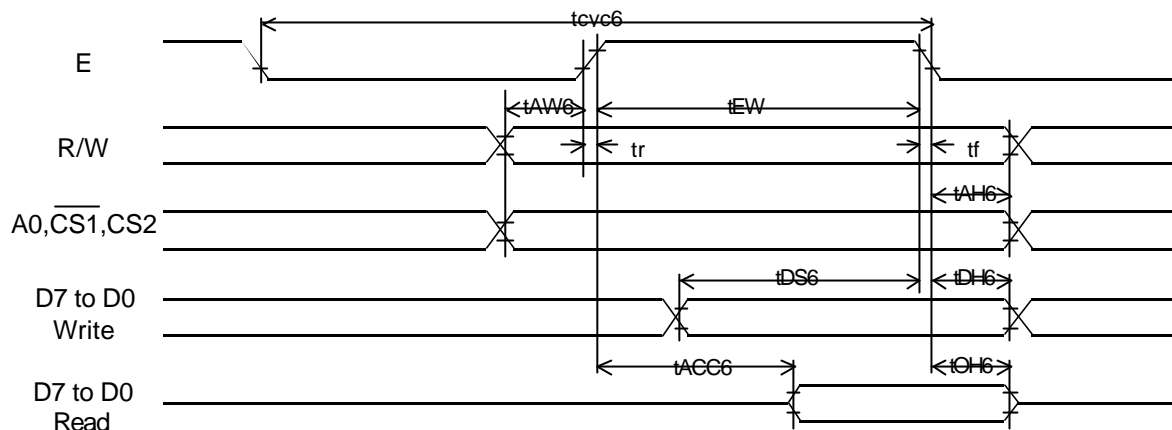 tcyc6
E
tAW6
tEW
R/W
tr
tf
tAH6
A0,CS1,CS2
tDS6
tDH6
D7 to D0
Write
tACC6
tOH6
D7 to D0
Read